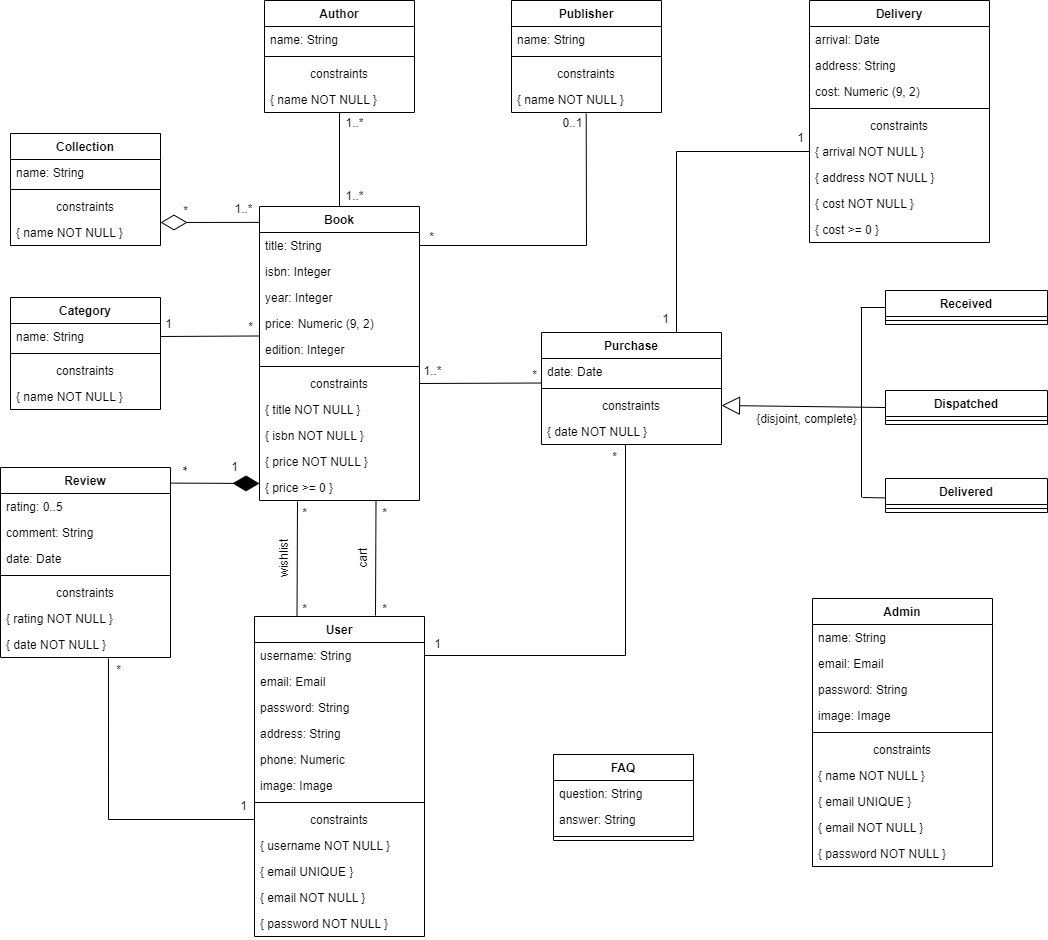 Author
name: String
constraints
{ name NOT NULL }
1..*
1..*
Publisher
name: String
constraints
{ name NOT NULL }
0..1
*
Delivery
arrival: Date
address: String
cost: Numeric (9, 2)
constraints
{ arrival NOT NULL }
{ address NOT NULL }
{ cost NOT NULL }
{ cost >= 0 }
1
1
Collection
name: String
constraints
{ name NOT NULL }
*
1..*
Book
title: String
isbn: Integer
year: Integer
price: Numeric (9, 2)
edition: Integer
constraints
{ title NOT NULL }
{ isbn NOT NULL }
{ price NOT NULL }
{ price >= 0 }
Category
name: String
constraints
{ name NOT NULL }
1
*
1..*
*
Purchase
date: Date
constraints
{ date NOT NULL }
*
{disjoint, complete}
Received
Dispatched
Delivered
Review
rating: 0..5
comment: String
date: Date
constraints
{ rating NOT NULL }
{ date NOT NULL }
*
1
*
*
*
wishlist
cart
*
*
User
username: String
email: Email
password: String
address: String
phone: Numeric
image: Image
constraints
{ username NOT NULL }
{ email UNIQUE }
{ email NOT NULL }
{ password NOT NULL }
1
1
FAQ
question: String
answer: String
Admin
name: String
email: Email
password: String
image: Image
constraints
{ name NOT NULL }
{ email UNIQUE }
{ email NOT NULL }
{ password NOT NULL }